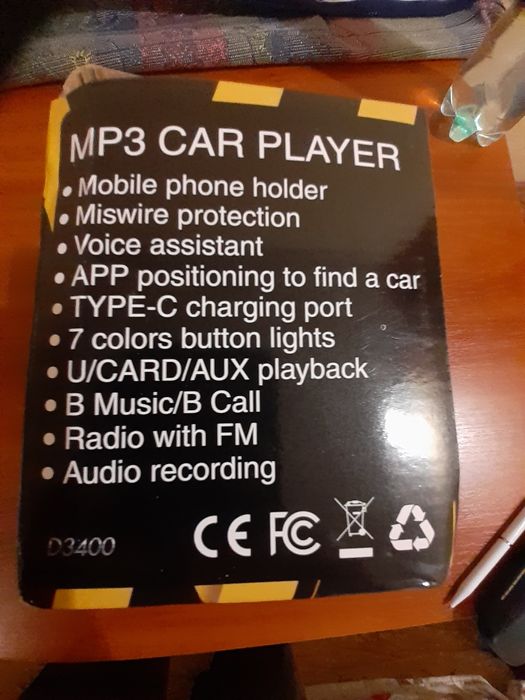 MP3 CAR PLAYER
• Mobile phone holder
• Miswire protection
• Voice assistant
• APP positioning to find a car
• TYPE-C charging port
• 7 colors button lights
• U/CARD/AUX playback
• B Music/B Call
• Radio with FM
• Audio recording
D3400 CE FC